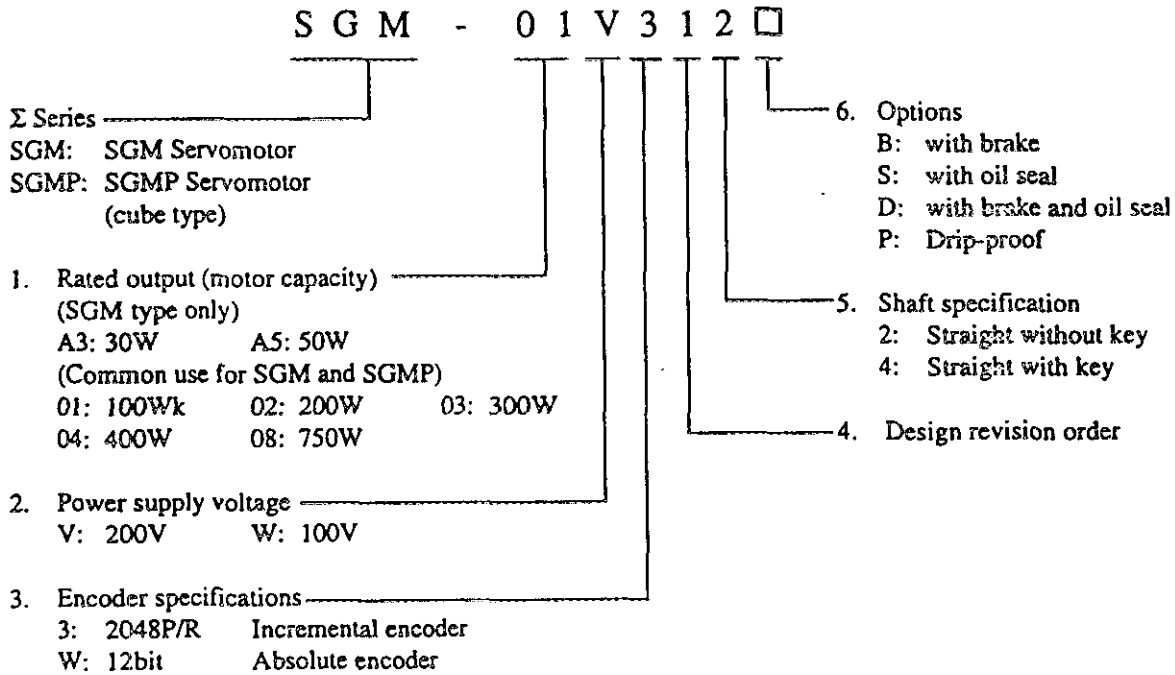 S G M - 0 1 V 3 1 2 □
Σ Series
SGM: SGM Servomotor
SGMP: SGMP Servomotor
(cube type)
1. Rated output (motor capacity)
(SGM type only)
A3: 30W A5: 50W
(Common use for SGM and SGMP)
01: 100Wk 02: 200W 03: 300W
04: 400W 08: 750W
2. Power supply voltage
V: 200V W: 100V
3. Encoder specifications
3: 2048P/R Incremental encoder
W: 12bit Absolute encoder
6. Options
B: with brake
S: with oil seal
D: with brake and oil seal
P: Drip-proof
5. Shaft specification
2: Straight without key
4: Straight with key
4. Design revision order